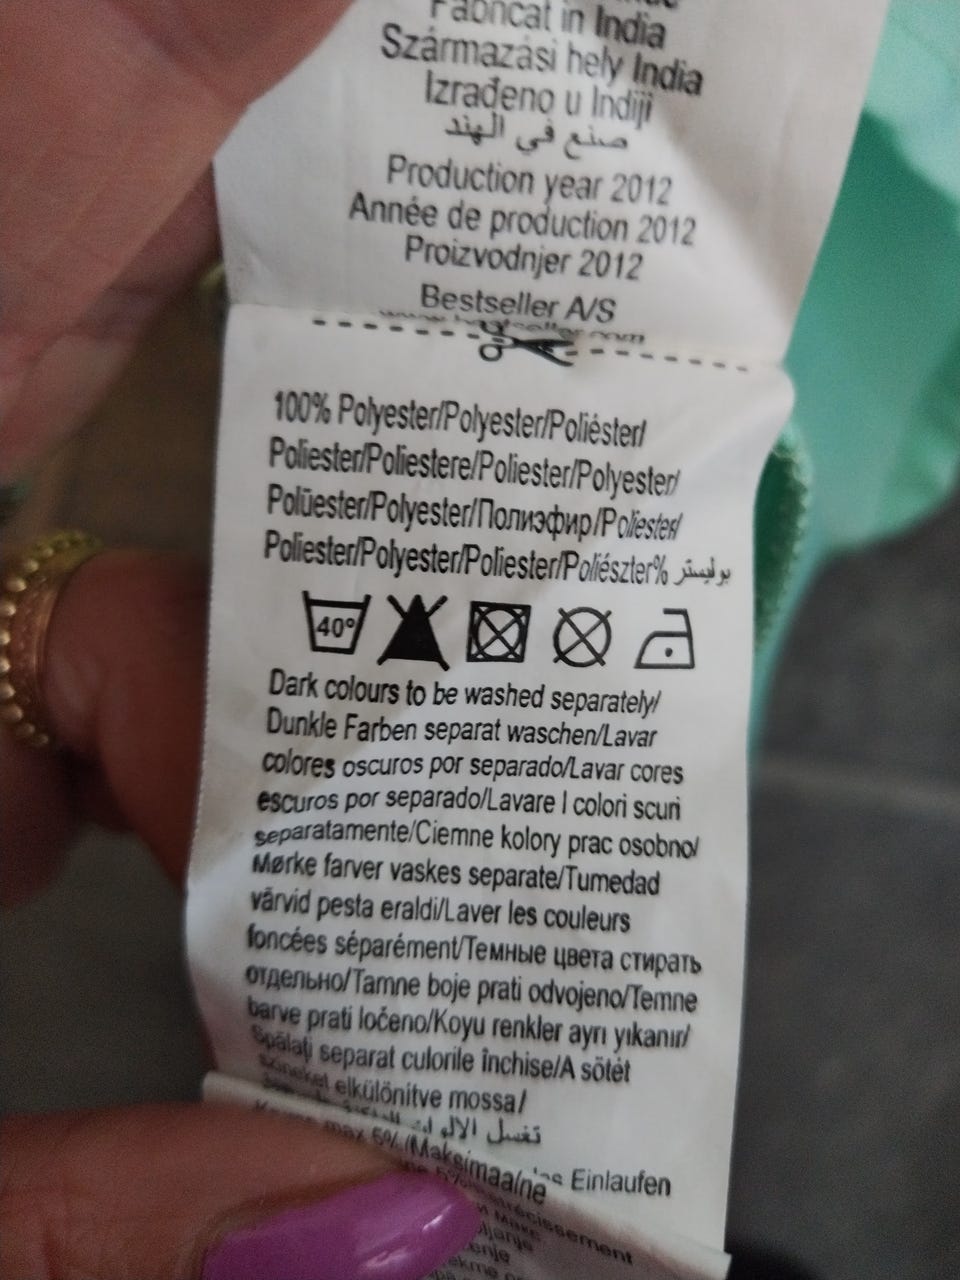 Fabricat in India
Származási hely India
Izrađeno u Indiji
صنع في الهند
Production year 2012
Année de production 2012
Proizvodnjer 2012
Bestseller A/S
100% Polyester/Polyester/Poliéster/
Poliester/Poliestere/Poliester/Polyester/
Polüester/Polyester/Полиэфир/Poliester/
Poliester/Polyester/Poliester/Poliészter% بوليستر
40°
Dark colours to be washed separately/
Dunkle Farben separat waschen/Lavar
colores oscuros por separado/Lavar cores
escuros por separado/Lavare I colori scuri
separatamente/Ciemne kolory prac osobno/
Mørke farver vaskes separate/Tumedad
värvid pesta eraldi/Laver les couleurs
foncées séparément/Темные цвета стирать
отдельно/Tamne boje prati odvojeno/Temne
barve prati ločeno/Koyu renkler ayrı yıkanır/
Spălaţi separat culorile închise/A sötét
színeket elkülönítve mossa/
تغسل الألوان
max 5%/Maksimaalne
Einlaufen